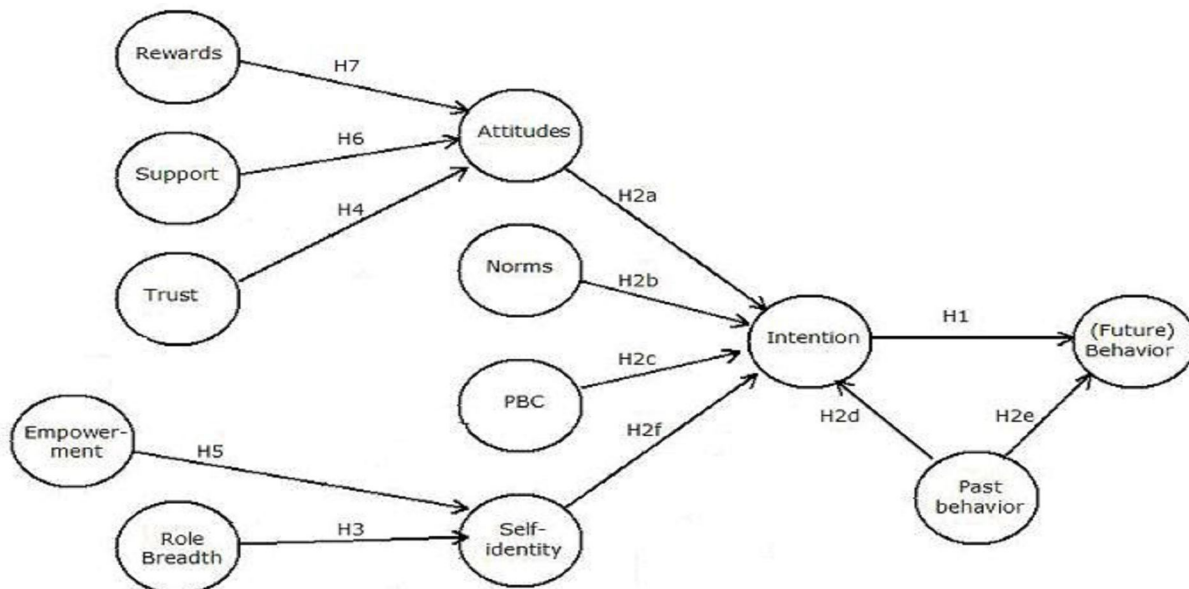 Rewards
H7
Attitudes
Support
H6
H4
Trust
H2a
Norms
H2b
Intention
H1
(Future)
Behavior
H2c
PBC
H2d
H2e
Empower-
ment
H5
H2f
Past
behavior
Role
Breadth
H3
Self-
identity